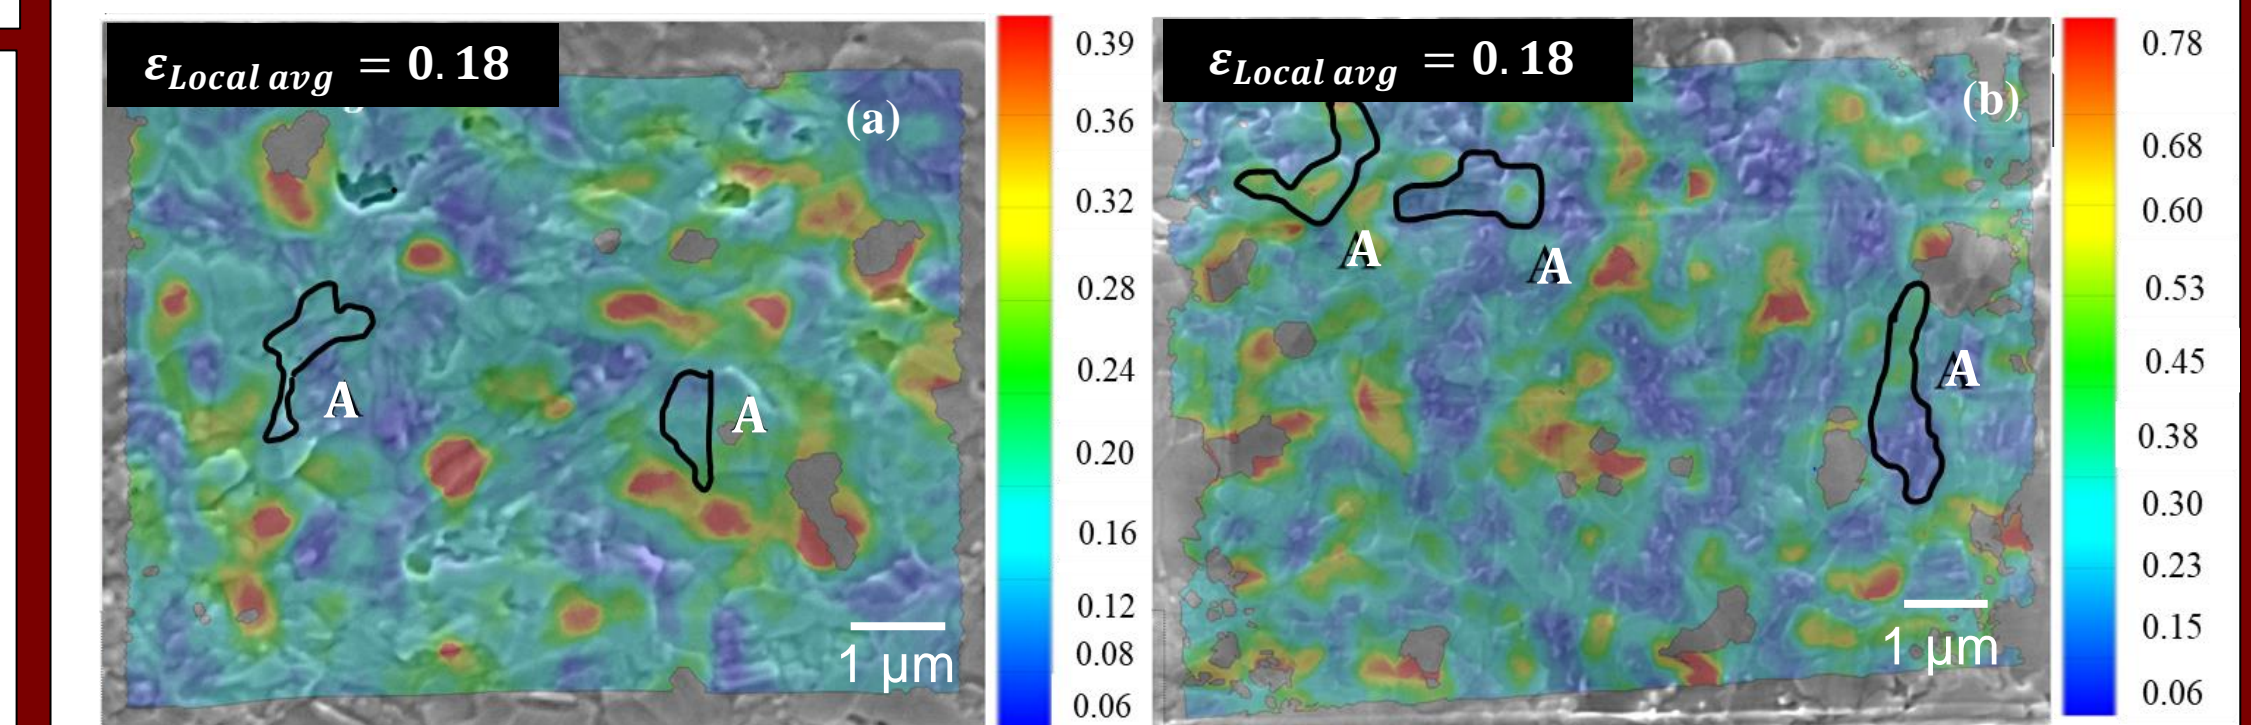 ε Local avg = 0.18
(a)
A
A
1 µm
0.39
0.36
0.32
0.28
0.24
0.20
0.16
0.12
0.08
0.06
ε Local avg = 0.18
(b)
A
A
A
1 µm
0.78
0.68
0.60
0.53
0.45
0.38
0.30
0.23
0.15
0.06